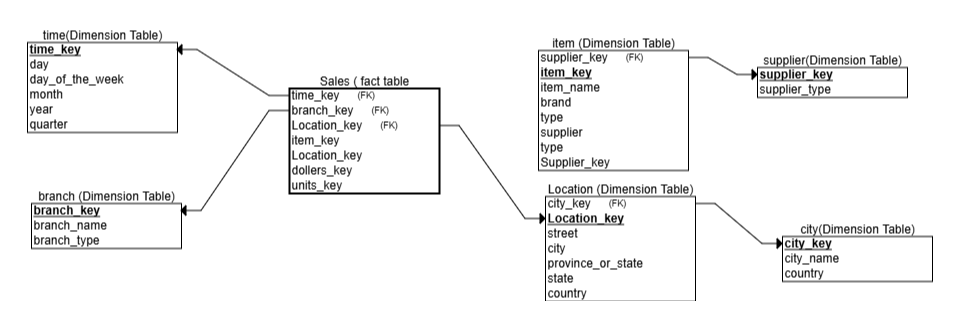 time(Dimension Table)
time_key
day
day_of_the_week
month
year
quarter
branch (Dimension Table)
branch_key
branch_name
branch_type
Sales ( fact table
time_key (FK)
branch_key (FK)
Location_key (FK)
item_key
Location_key
dollers_key
units_key
item (Dimension Table)
supplier_key (FK)
item_key
item_name
brand
type
supplier
type
Supplier_key
Location (Dimension Table)
city_key (FK)
Location_key
street
city
province_or_state
state
country
supplier(Dimension Table)
supplier_key
supplier_type
city(Dimension Table)
city_key
city_name
country